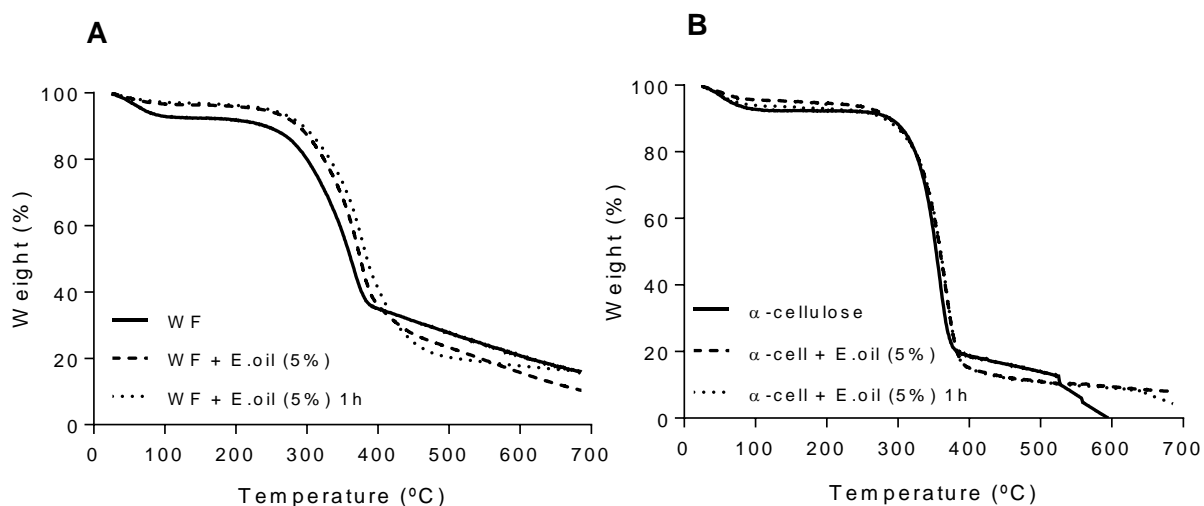 A
Weight (%)
100
80
60
40
20
0
WF
WF + E.oil (5%)
WF + E.oil (5%) 1h
0 100 200 300 400 500 600 700
Temperature (ºC)
B
Weight (%)
100
80
60
40
20
0
α-cellulose
α-cell + E.oil (5%)
α-cell + E.oil (5%) 1h
0 100 200 300 400 500 600 700
Temperature (ºC)